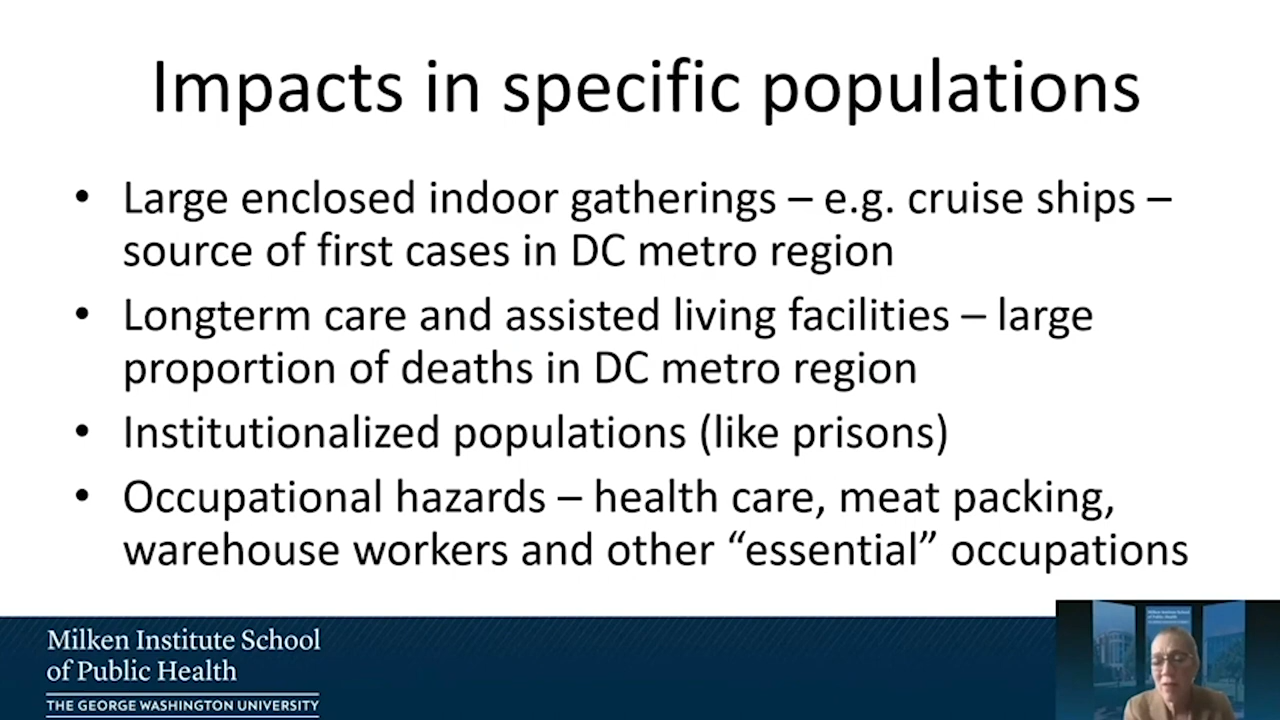 Impacts in specific populations
• Large enclosed indoor gatherings – e.g. cruise ships –
source of first cases in DC metro region
• Longterm care and assisted living facilities – large
proportion of deaths in DC metro region
• Institutionalized populations (like prisons)
• Occupational hazards – health care, meat packing,
warehouse workers and other “essential” occupations
Milken Institute School
of Public Health
THE GEORGE WASHINGTON UNIVERSITY